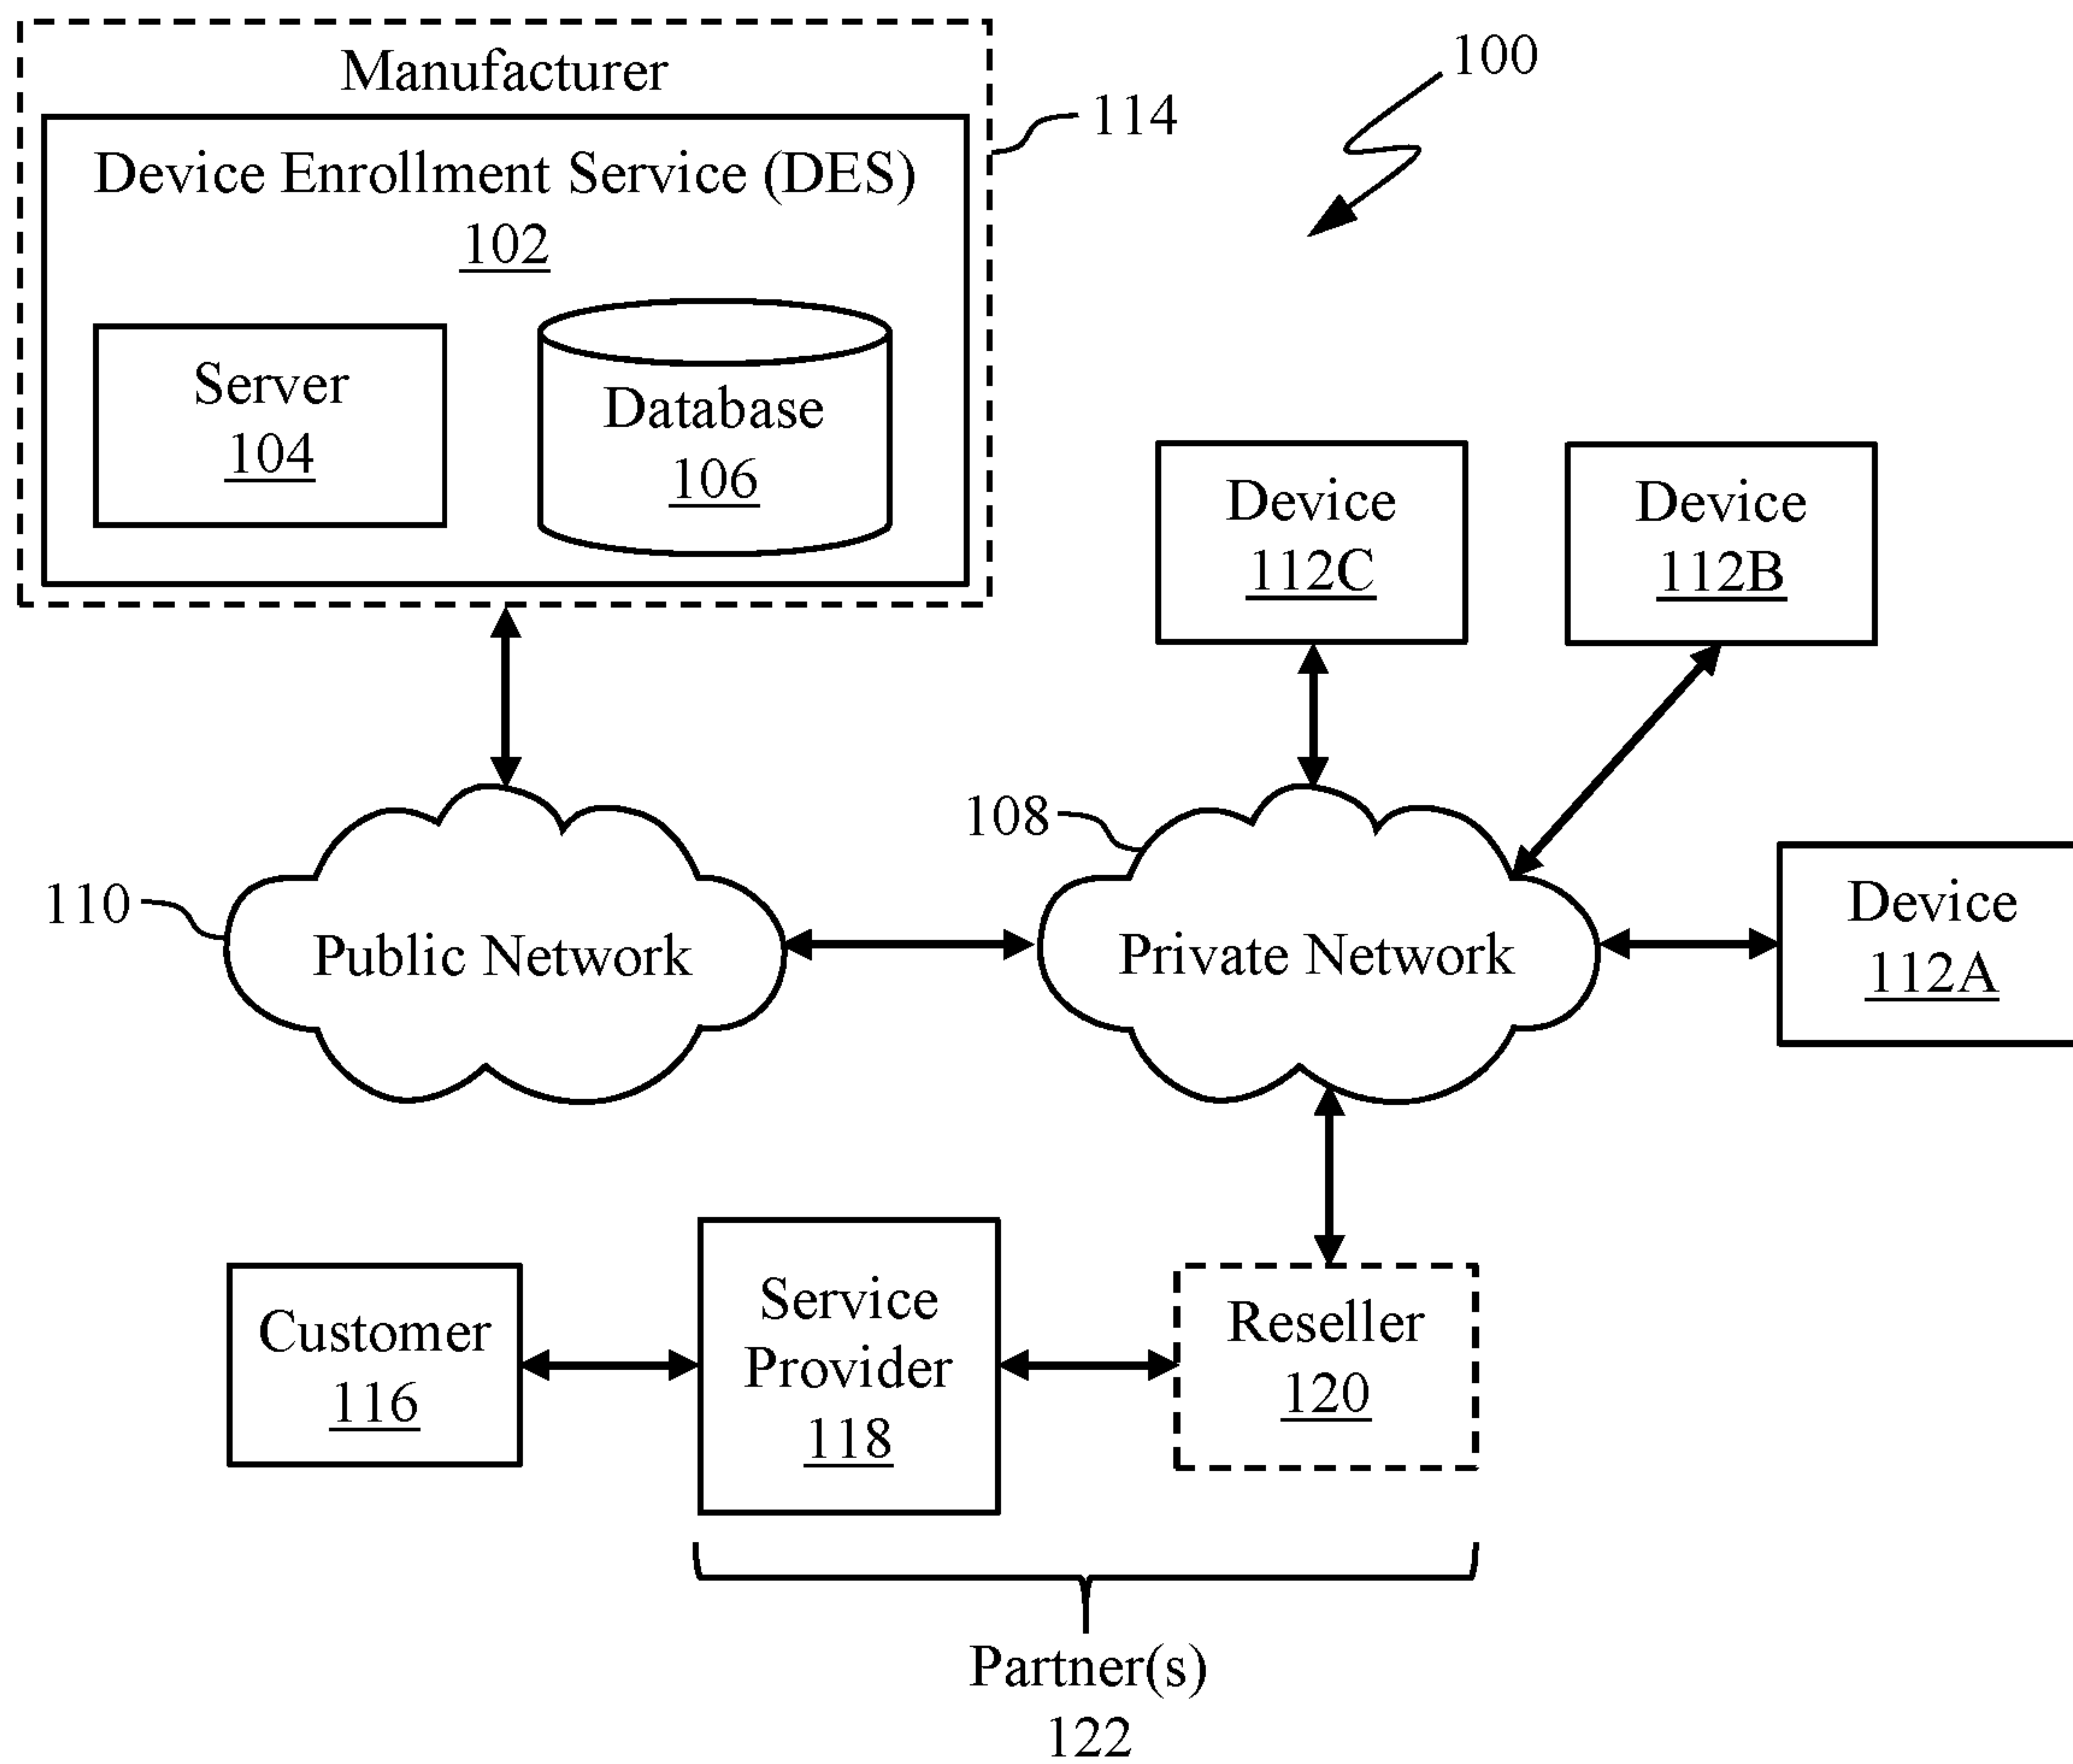 Manufacturer
100
114
Device Enrollment Service (DES)
102
Server
104
Database
106
Device
112C
Device
112B
108
110
Public Network
Private Network
Device
112A
Customer
116
Service
Provider
118
Reseller
120
Partner(s)
122